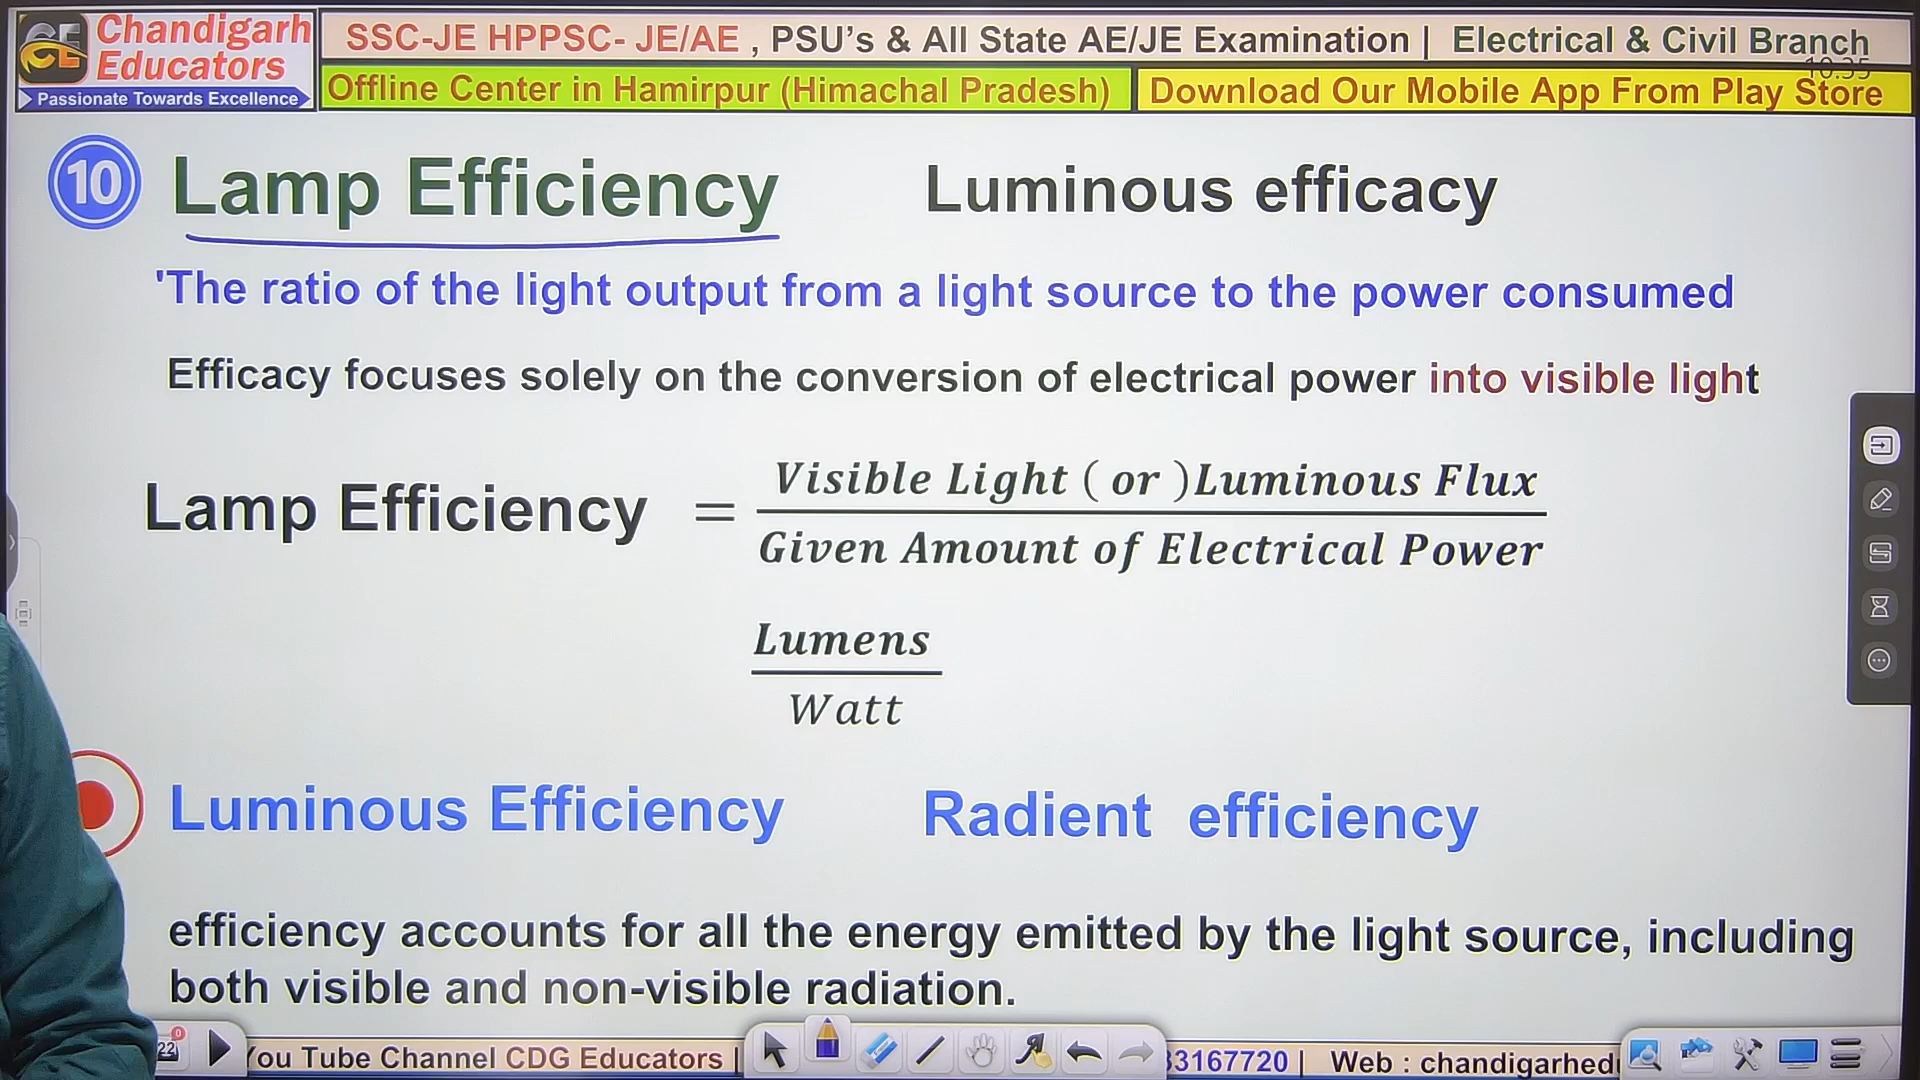 Chandigarh
Educators
Passionate Towards Excellence
SSC-JE HPPSC- JE/AE , PSU's & All State AE/JE Examination | Electrical & Civil Branch
10:35
Offline Center in Hamirpur (Himachal Pradesh)
Download Our Mobile App From Play Store
10 Lamp Efficiency Luminous efficacy
'The ratio of the light output from a light source to the power consumed
Efficacy focuses solely on the conversion of electrical power into visible light
Lamp Efficiency = Visible Light ( or )Luminous Flux
Given Amount of Electrical Power
Lumens
Watt
Luminous Efficiency Radient efficiency
efficiency accounts for all the energy emitted by the light source, including
both visible and non-visible radiation.
You Tube Channel CDG Educators | 33167720 | Web : chandigarhed